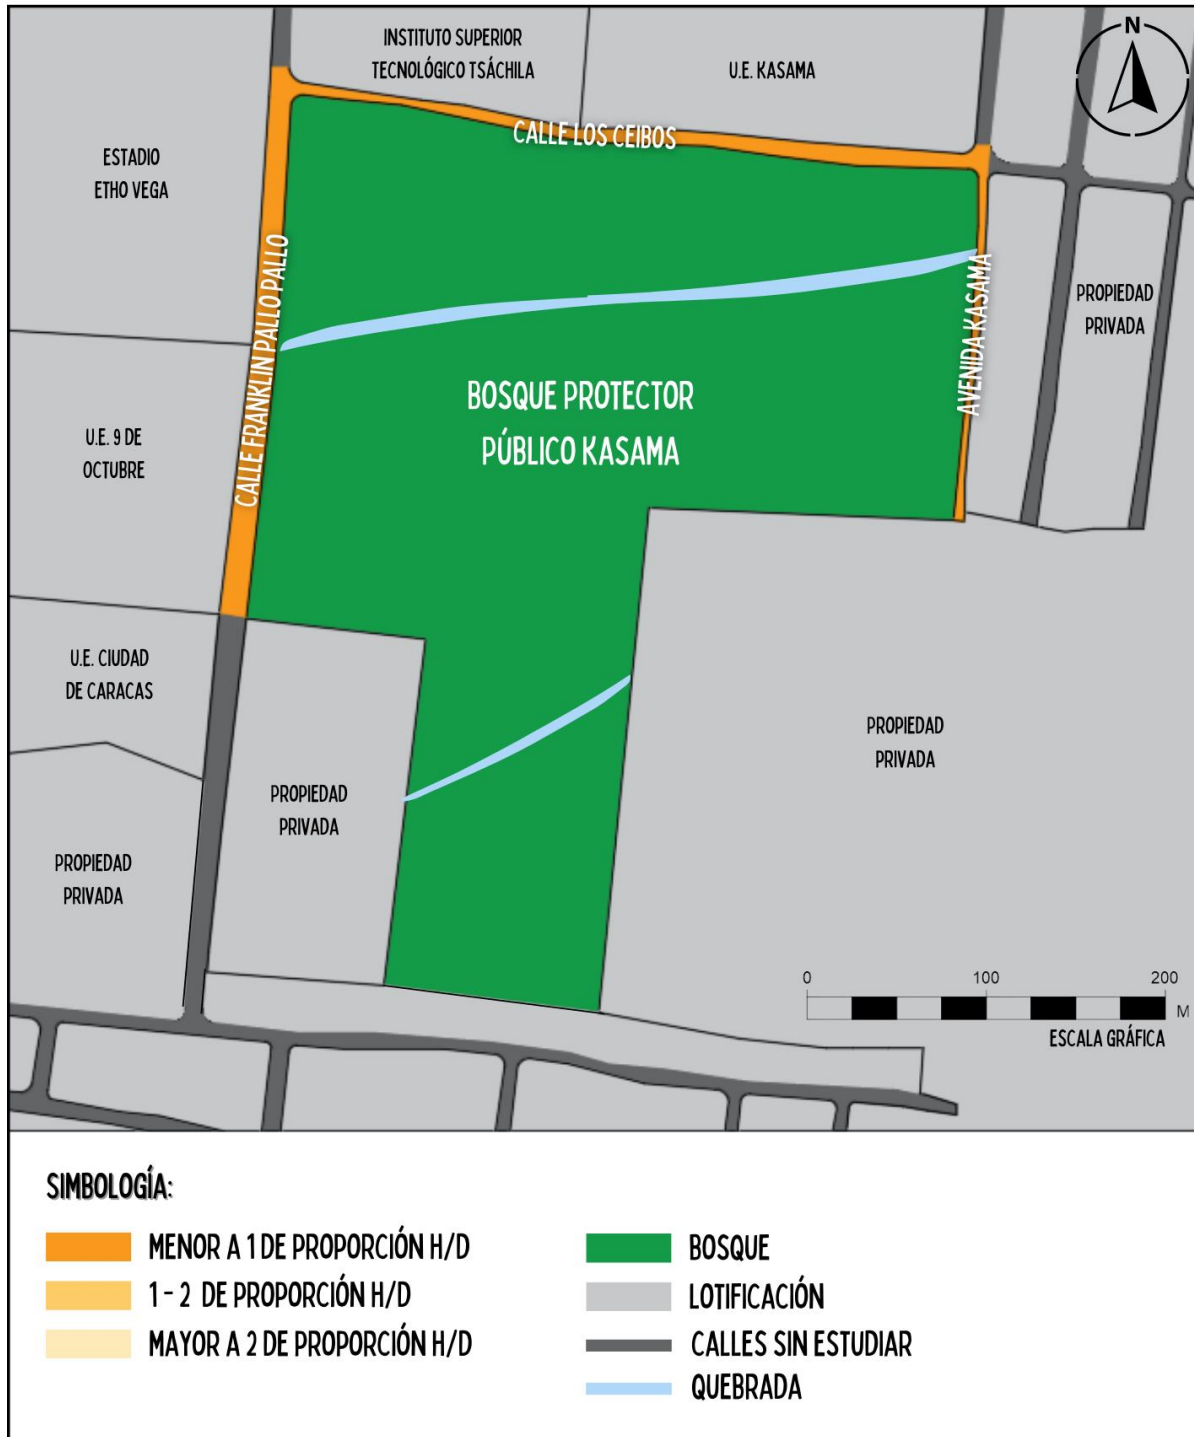 N
INSTITUTO SUPERIOR
TECNOLÓGICO TSÁCHILA
U.E. KASAMA
CALLE LOS CEIBOS
ESTADIO
ETHO VEGA
CALLE FRANKLIN PALLO PALLO
AVENIDA KASAMA
PROPIEDAD
PRIVADA
BOSQUE PROTECTOR
PÚBLICO KASAMA
U.E. 9 DE
OCTUBRE
U.E. CIUDAD
DE CARACAS
PROPIEDAD
PRIVADA
PROPIEDAD
PRIVADA
PROPIEDAD
PRIVADA
0 100 200
M
ESCALA GRÁFICA
SIMBOLOGÍA:
MENOR A 1 DE PROPORCIÓN H/D
1 - 2 DE PROPORCIÓN H/D
MAYOR A 2 DE PROPORCIÓN H/D
BOSQUE
LOTIFICACIÓN
CALLES SIN ESTUDIAR
QUEBRADA